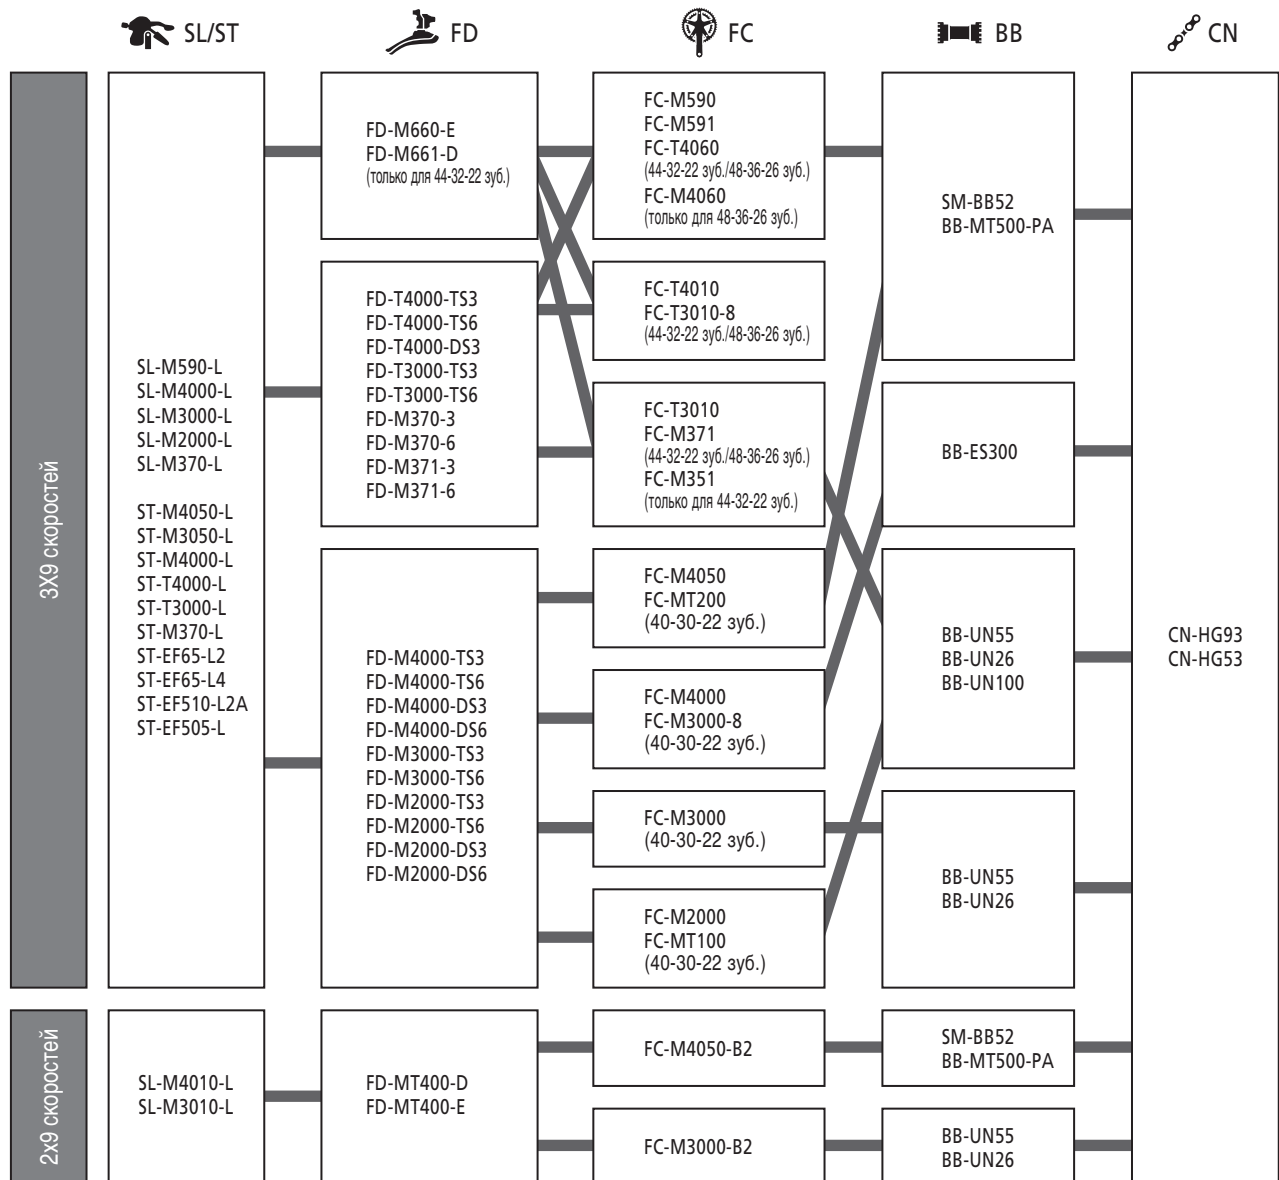 SL/ST
FD
FC
BB
CN
3X9 скоростей
SL-M590-L
SL-M4000-L
SL-M3000-L
SL-M2000-L
SL-M370-L
ST-M4050-L
ST-M3050-L
ST-M4000-L
ST-T4000-L
ST-T3000-L
ST-M370-L
ST-EF65-L2
ST-EF65-L4
ST-EF510-L2A
ST-EF505-L
FD-M660-E
FD-M661-D
(только для 44-32-22 зуб.)
FD-T4000-TS3
FD-T4000-TS6
FD-T4000-DS3
FD-T3000-TS3
FD-T3000-TS6
FD-M370-3
FD-M370-6
FD-M371-3
FD-M371-6
FD-M4000-TS3
FD-M4000-TS6
FD-M4000-DS3
FD-M4000-DS6
FD-M3000-TS3
FD-M3000-TS6
FD-M2000-TS3
FD-M2000-TS6
FD-M2000-DS3
FD-M2000-DS6
FC-M590
FC-M591
FC-T4060
(44-32-22 зуб./48-36-26 зуб.)
FC-M4060
(только для 48-36-26 зуб.)
FC-T4010
FC-T3010-8
(44-32-22 зуб./48-36-26 зуб.)
FC-T3010
FC-M371
(44-32-22 зуб./48-36-26 зуб.)
FC-M351
(только для 44-32-22 зуб.)
FC-M4050
FC-MT200
(40-30-22 зуб.)
FC-M4000
FC-M3000-8
(40-30-22 зуб.)
FC-M3000
(40-30-22 зуб.)
FC-M2000
FC-MT100
(40-30-22 зуб.)
SM-BB52
BB-MT500-PA
BB-ES300
BB-UN55
BB-UN26
BB-UN100
BB-UN55
BB-UN26
CN-HG93
CN-HG53
2x9 скоростей
SL-M4010-L
SL-M3010-L
FD-MT400-D
FD-MT400-E
FC-M4050-B2
FC-M3000-B2
SM-BB52
BB-MT500-PA
BB-UN55
BB-UN26